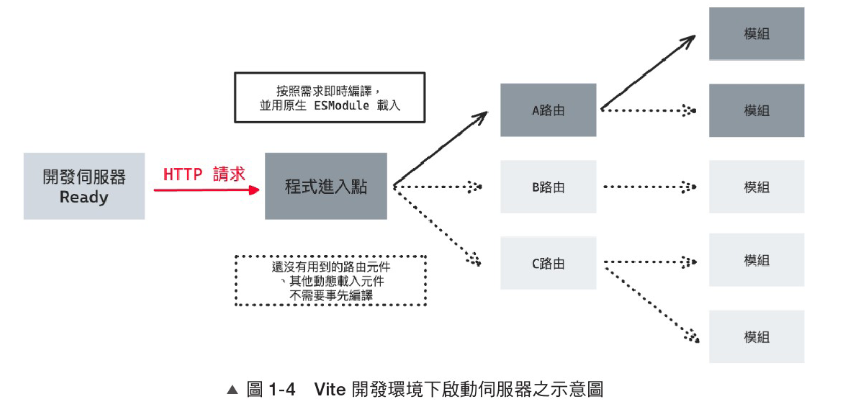 模組
按照需求即時編譯，
並用原生 ESModule 載入
A路由
模組
開發伺服器
Ready
HTTP 請求
程式進入點
B路由
模組
還沒有用到的路由元件
、其他動態載入元件
不需要事先編譯
C路由
模組
模組
▲ 圖 1-4 Vite 開發環境下啟動伺服器之示意圖